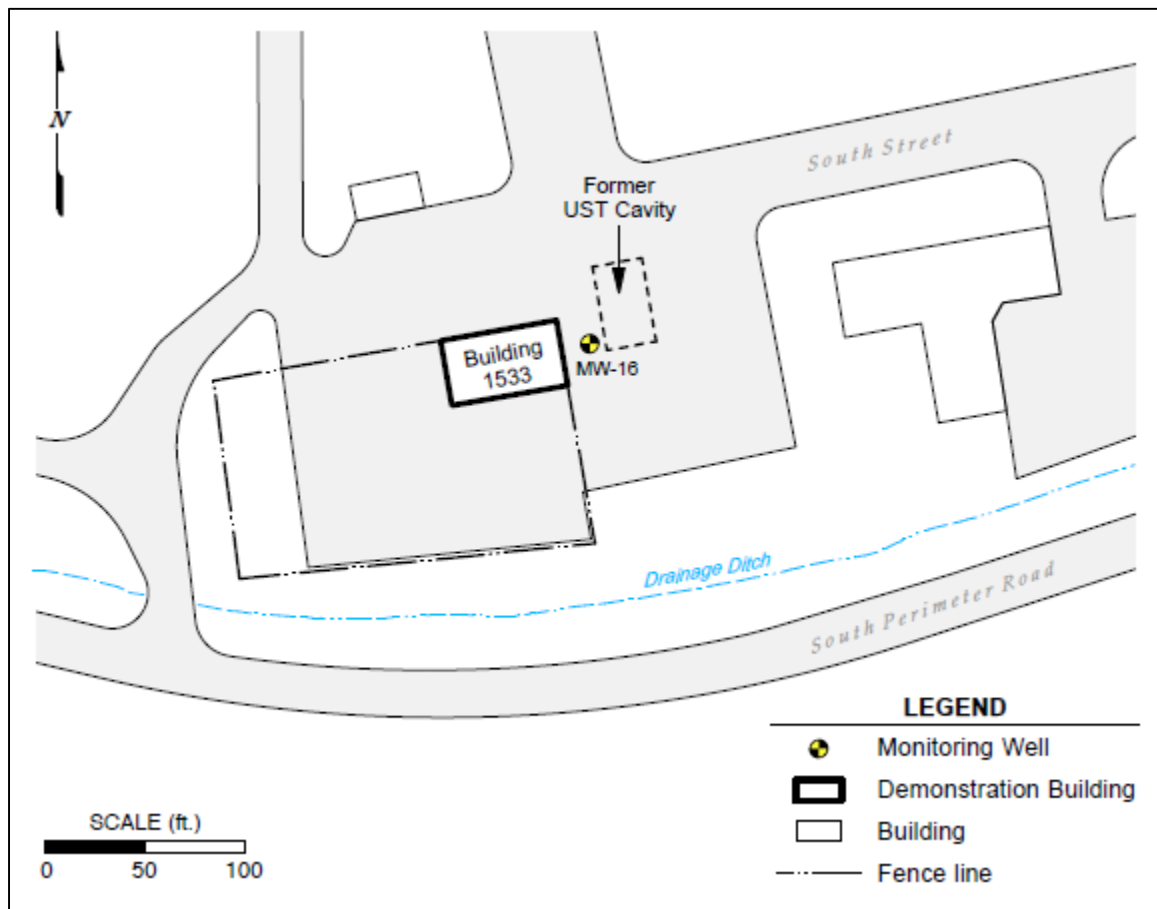 N
South Street
Former
UST Cavity
Building
1533
MW-16
Drainage Ditch
South Perimeter Road
LEGEND
Monitoring Well
Demonstration Building
Building
Fence line
SCALE (ft.)
0 50 100